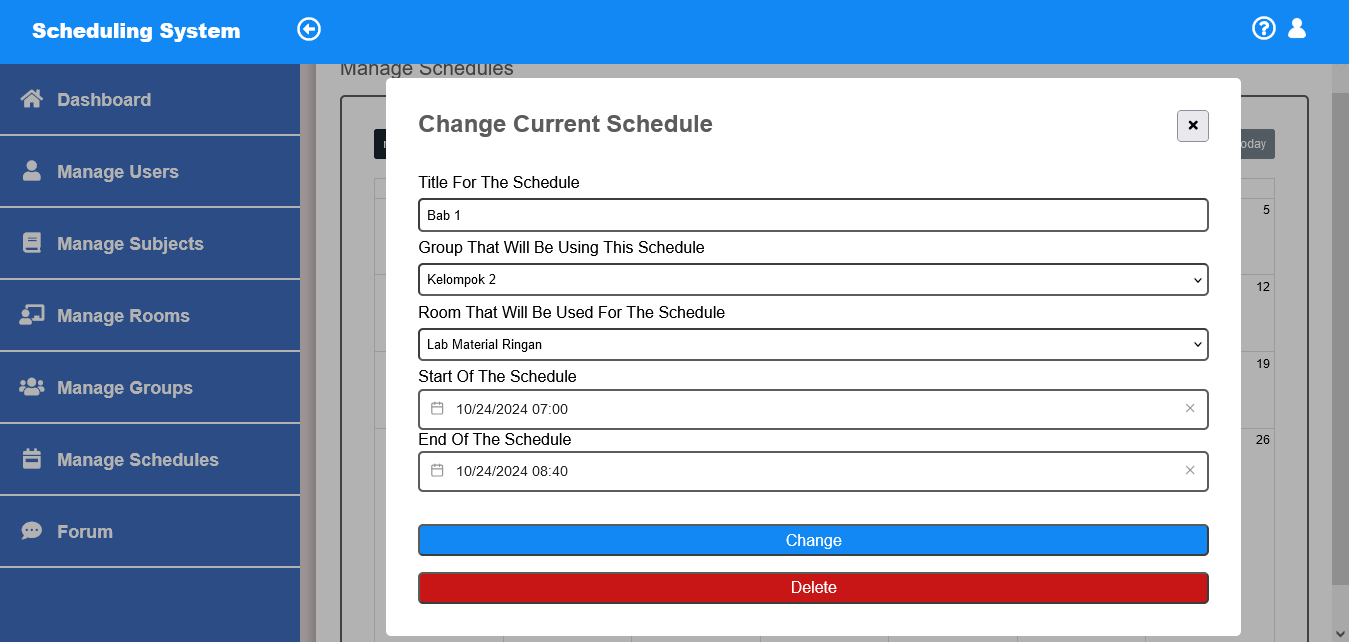 Scheduling System
Manage Schedules
Dashboard
Manage Users
Manage Subjects
Manage Rooms
Manage Groups
Manage Schedules
Forum
Change Current Schedule
Title For The Schedule
Bab 1
Group That Will Be Using This Schedule
Kelompok 2
Room That Will Be Used For The Schedule
Lab Material Ringan
Start Of The Schedule
10/24/2024 07:00
End Of The Schedule
10/24/2024 08:40
Change
Delete
5
12
19
26